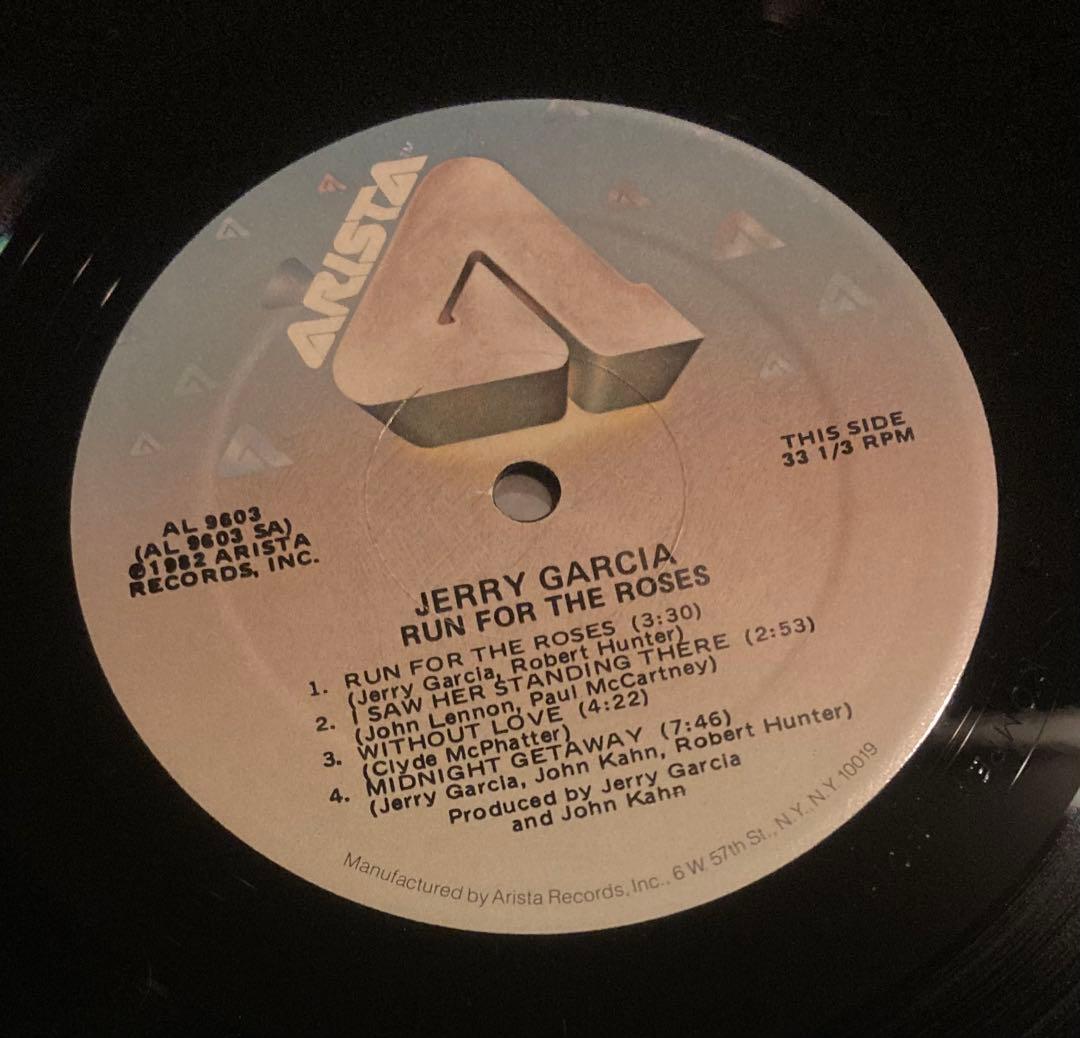 ARISTA
THIS SIDE
33 1/3 RPM
AL 9603
(AL 9603 SA)
℗1982 ARISTA
RECORDS, INC.
JERRY GARCIA
RUN FOR THE ROSES
1. RUN FOR THE ROSES (3:30)
(Jerry Garcia, Robert Hunter)
2. I SAW HER STANDING THERE (2:53)
(John Lennon, Paul McCartney)
3. WITHOUT LOVE (4:22)
(Clyde McPhatter)
4. MIDNIGHT GETAWAY (7:46)
(Jerry Garcia, John Kahn, Robert Hunter)
Produced by Jerry Garcia
and John Kahn
Manufactured by Arista Records, Inc., 6 W. 57th St., N.Y., N.Y. 10019